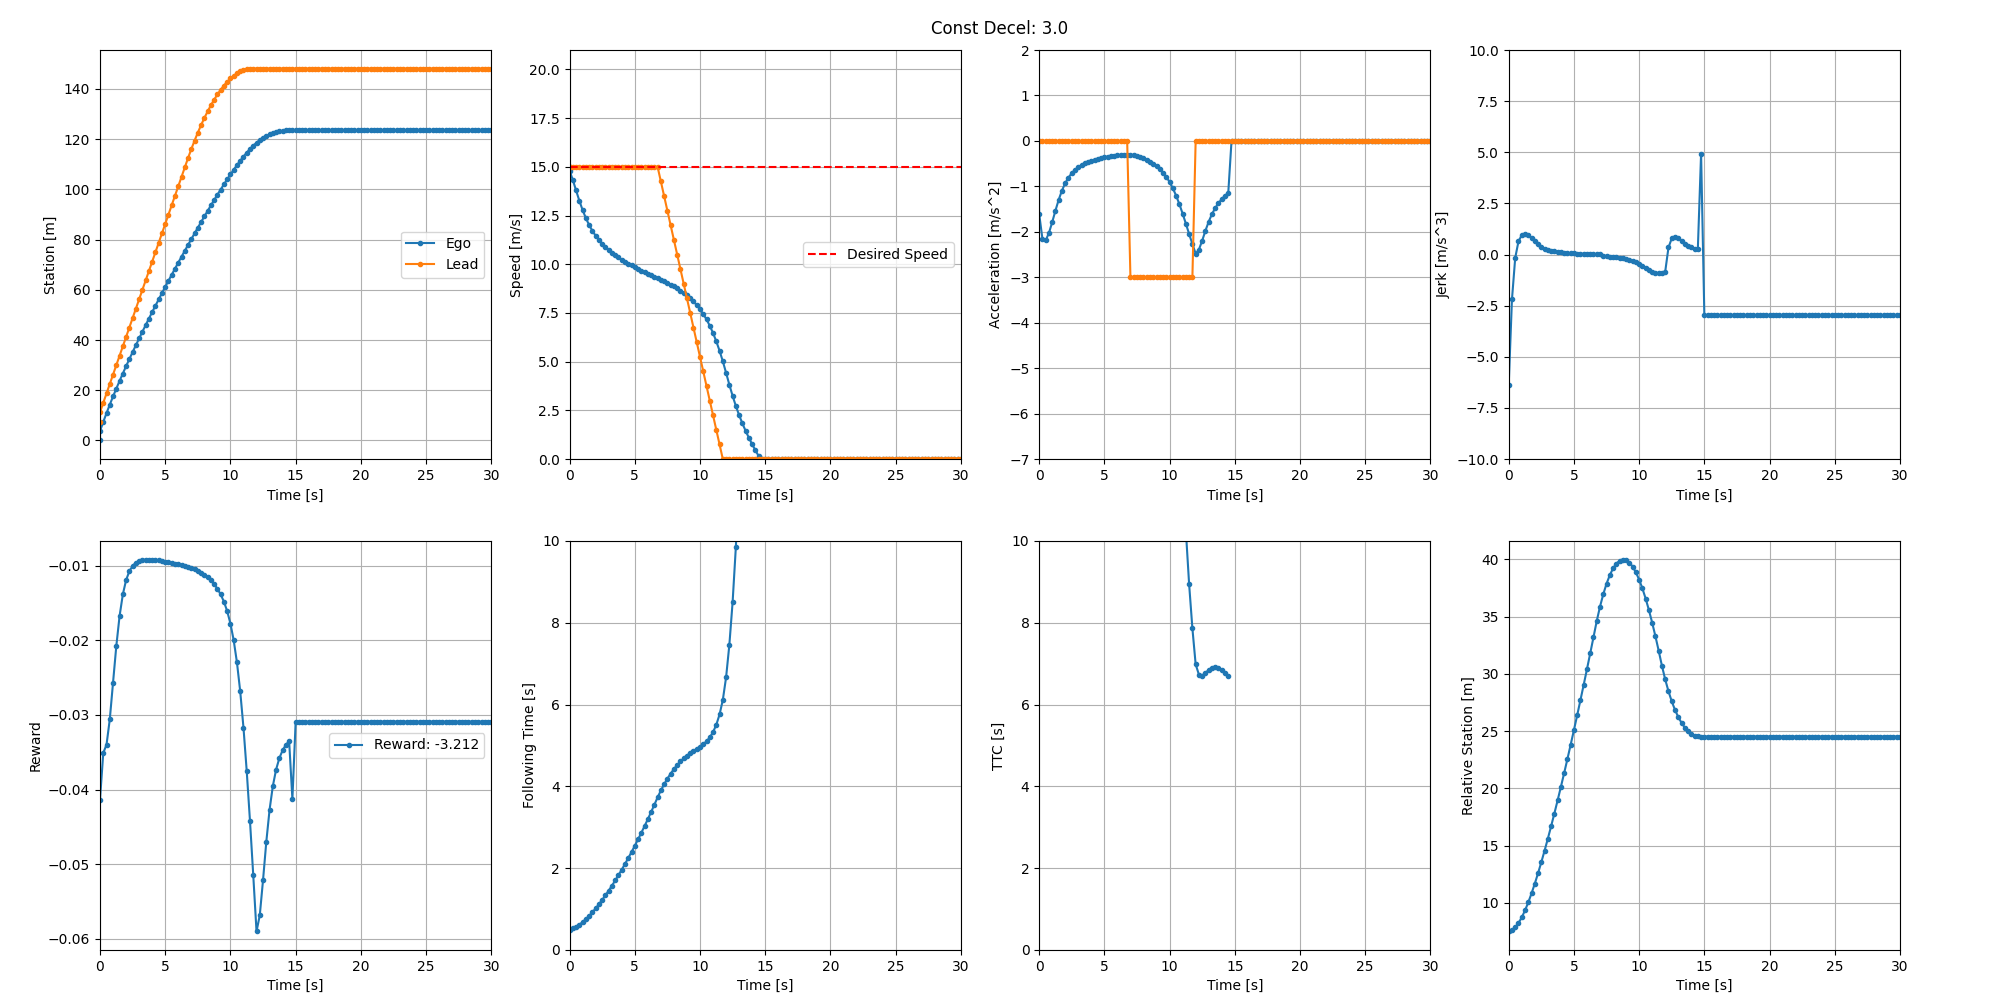 Const Decel: 3.0
Station [m]
140
120
100
80
60
40
20
0
Ego
Lead
0 5 10 15 20 25 30
Time [s]
Speed [m/s]
20.0
17.5
15.0
12.5
10.0
7.5
5.0
2.5
0.0
Desired Speed
0 5 10 15 20 25 30
Time [s]
Acceleration [m/s^2]
2
1
0
−1
−2
−3
−4
−5
−6
−7
0 5 10 15 20 25 30
Time [s]
Jerk [m/s^3]
10.0
7.5
5.0
2.5
0.0
−2.5
−5.0
−7.5
−10.0
0 5 10 15 20 25 30
Time [s]
Reward
−0.01
−0.02
−0.03
−0.04
−0.05
−0.06
Reward: -3.212
0 5 10 15 20 25 30
Time [s]
Following Time [s]
10
8
6
4
2
0
0 5 10 15 20 25 30
Time [s]
TTC [s]
10
8
6
4
2
0
0 5 10 15 20 25 30
Time [s]
Relative Station [m]
40
35
30
25
20
15
10
0 5 10 15 20 25 30
Time [s]